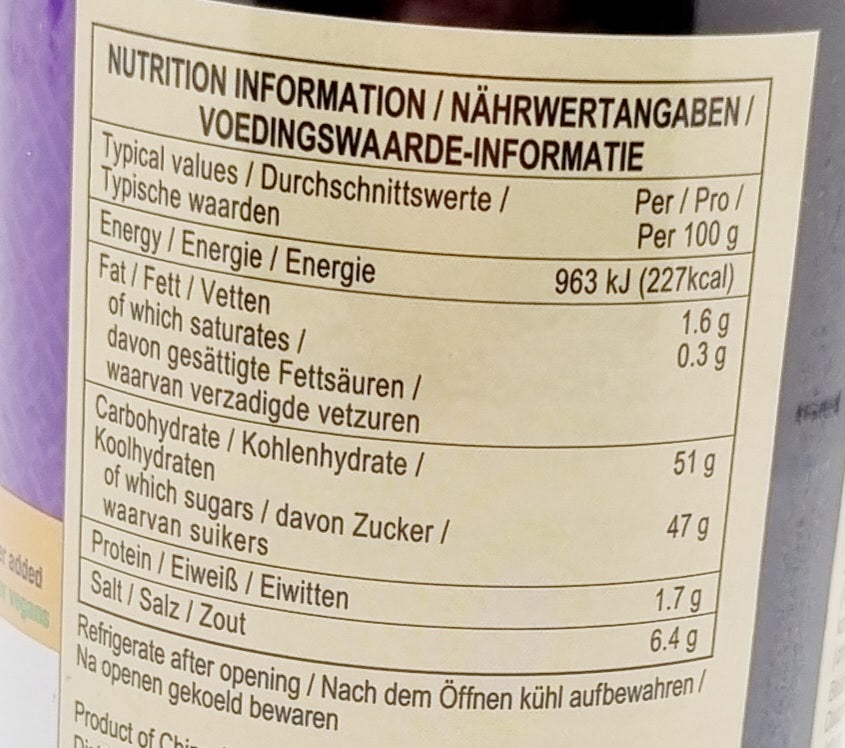 NUTRITION INFORMATION / NÄHRWERTANGABEN /
VOEDINGSWAARDE-INFORMATIE
Typical values / Durchschnittswerte / Per / Pro /
Typische waarden Per 100 g
Energy / Energie / Energie 963 kJ (227kcal)
Fat / Fett / Vetten 1.6 g
of which saturates / 0.3 g
davon gesättigte Fettsäuren /
waarvan verzadigde vetzuren
Carbohydrate / Kohlenhydrate / 51 g
Koolhydraten
of which sugars / davon Zucker / 47 g
waarvan suikers
Protein / Eiweiß / Eiwitten 1.7 g
Salt / Salz / Zout 6.4 g
Refrigerate after opening / Nach dem Öffnen kühl aufbewahren /
Na openen gekoeld bewaren
Product of
added
vegans